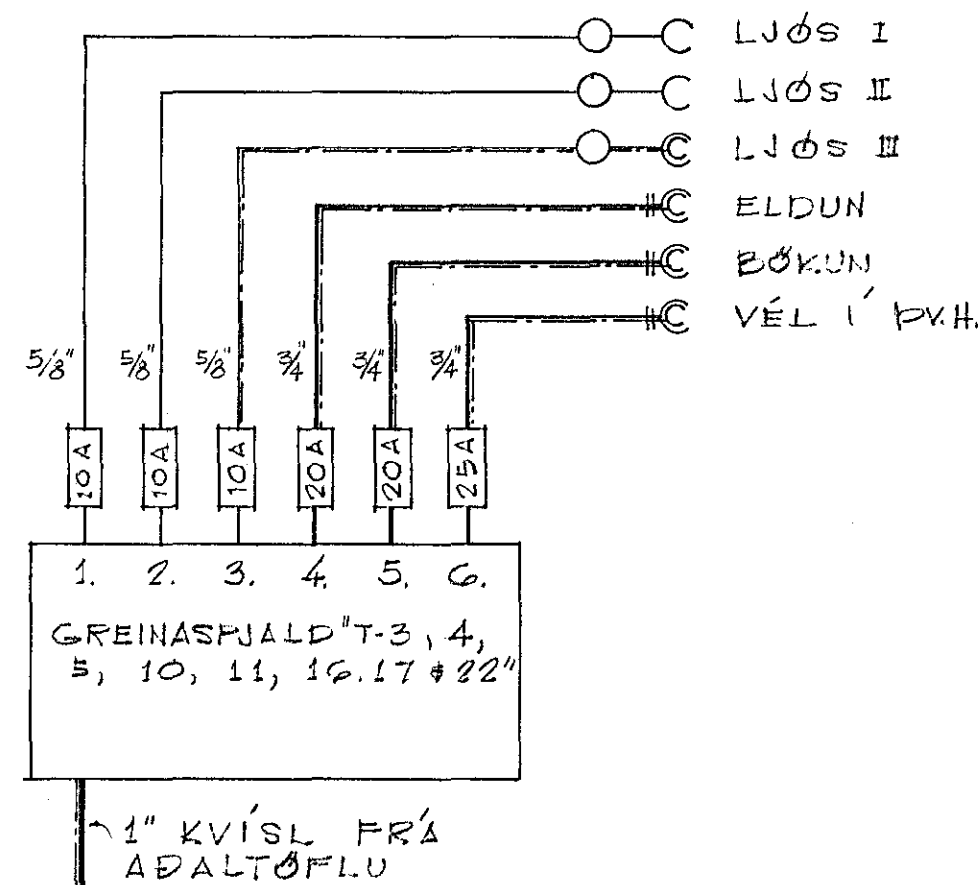 LJÓS I
LJÓS II
LJÓS III
ELDUN
BÖKUN
VÉL Í ÞV.H.
5/8" 5/8" 5/8" 3/4" 3/4" 3/4"
10A 10A 10A 20A 20A 25A
1. 2. 3. 4. 5. 6.
GREINASPJALD "T-3, 4,
5, 10, 11, 16.17 & 22"
1" KVÍSL FRÁ
AÐALTÖFLU